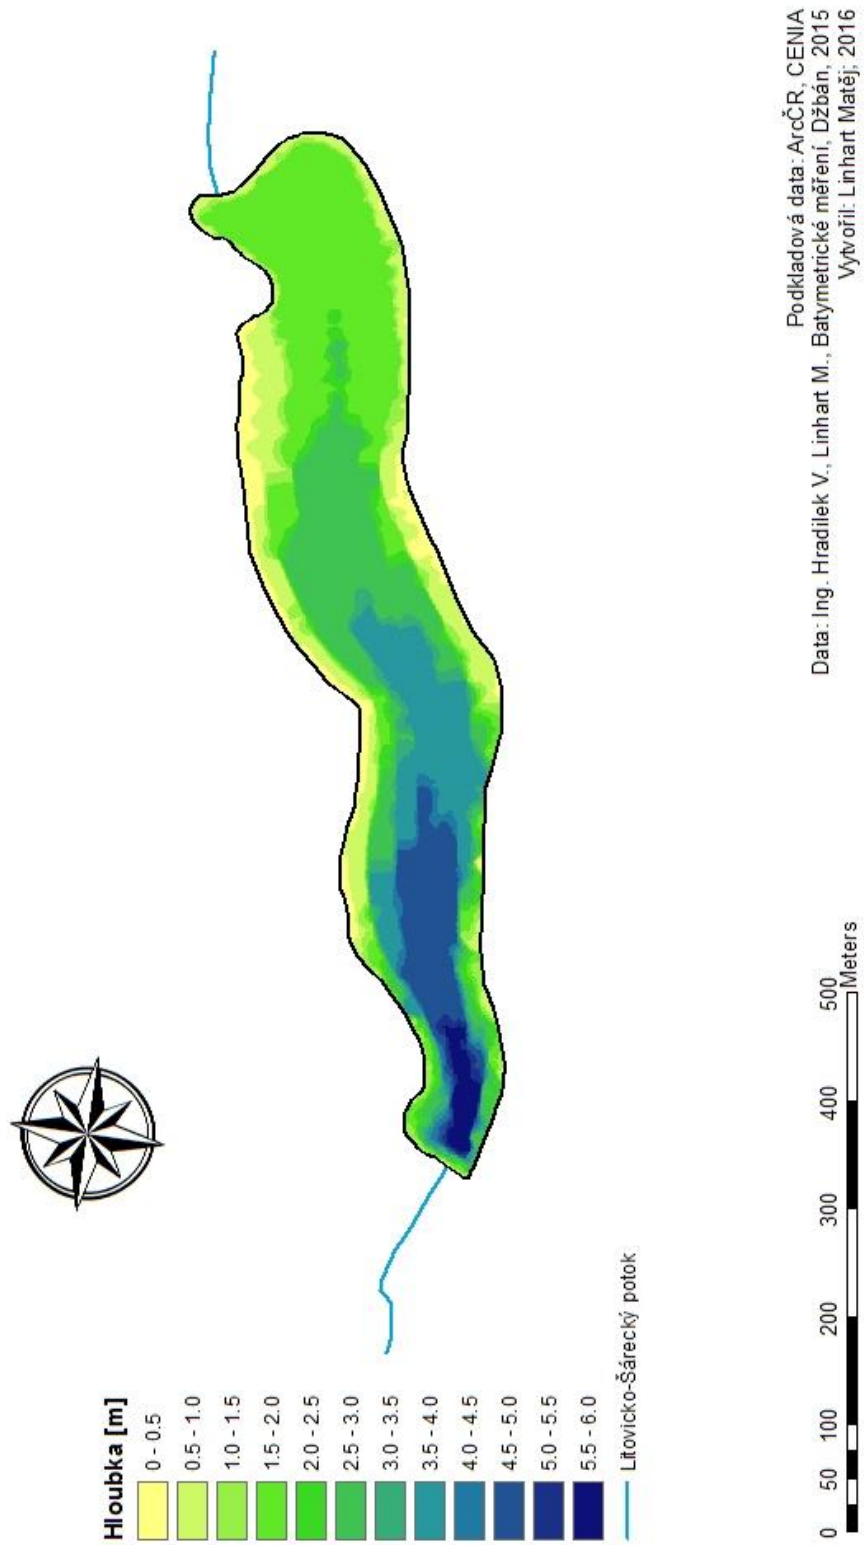 Hloubka [m]
0 - 0.5
0.5 - 1.0
1.0 - 1.5
1.5 - 2.0
2.0 - 2.5
2.5 - 3.0
3.0 - 3.5
3.5 - 4.0
4.0 - 4.5
4.5 - 5.0
5.0 - 5.5
5.5 - 6.0
Litovicko-Šárecký potok
0 50 100 200 300 400 500
Meters
Podkladová data: ArcČR, CENIA
Data: Ing. Hradilek V., Linhart M., Batymetrické měření, Džbán, 2015
Vytvořil: Linhart Matěj; 2016